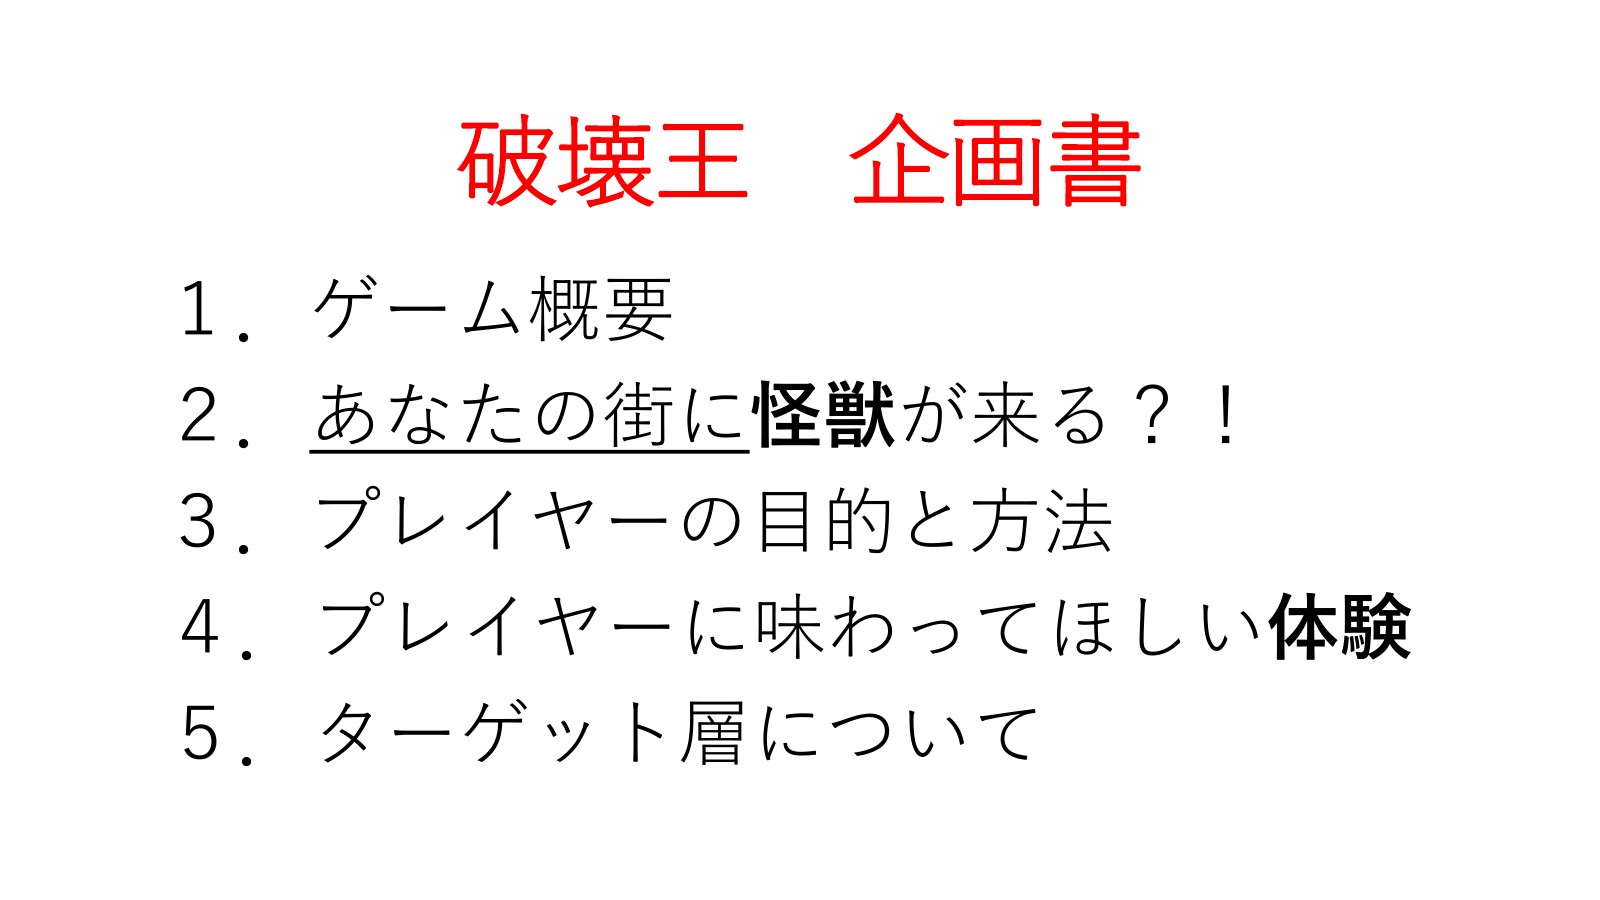 破壊王　企画書
１．ゲーム概要
２．あなたの街に怪獣が来る？！
３．プレイヤーの目的と方法
４．プレイヤーに味わってほしい体験
５．ターゲット層について